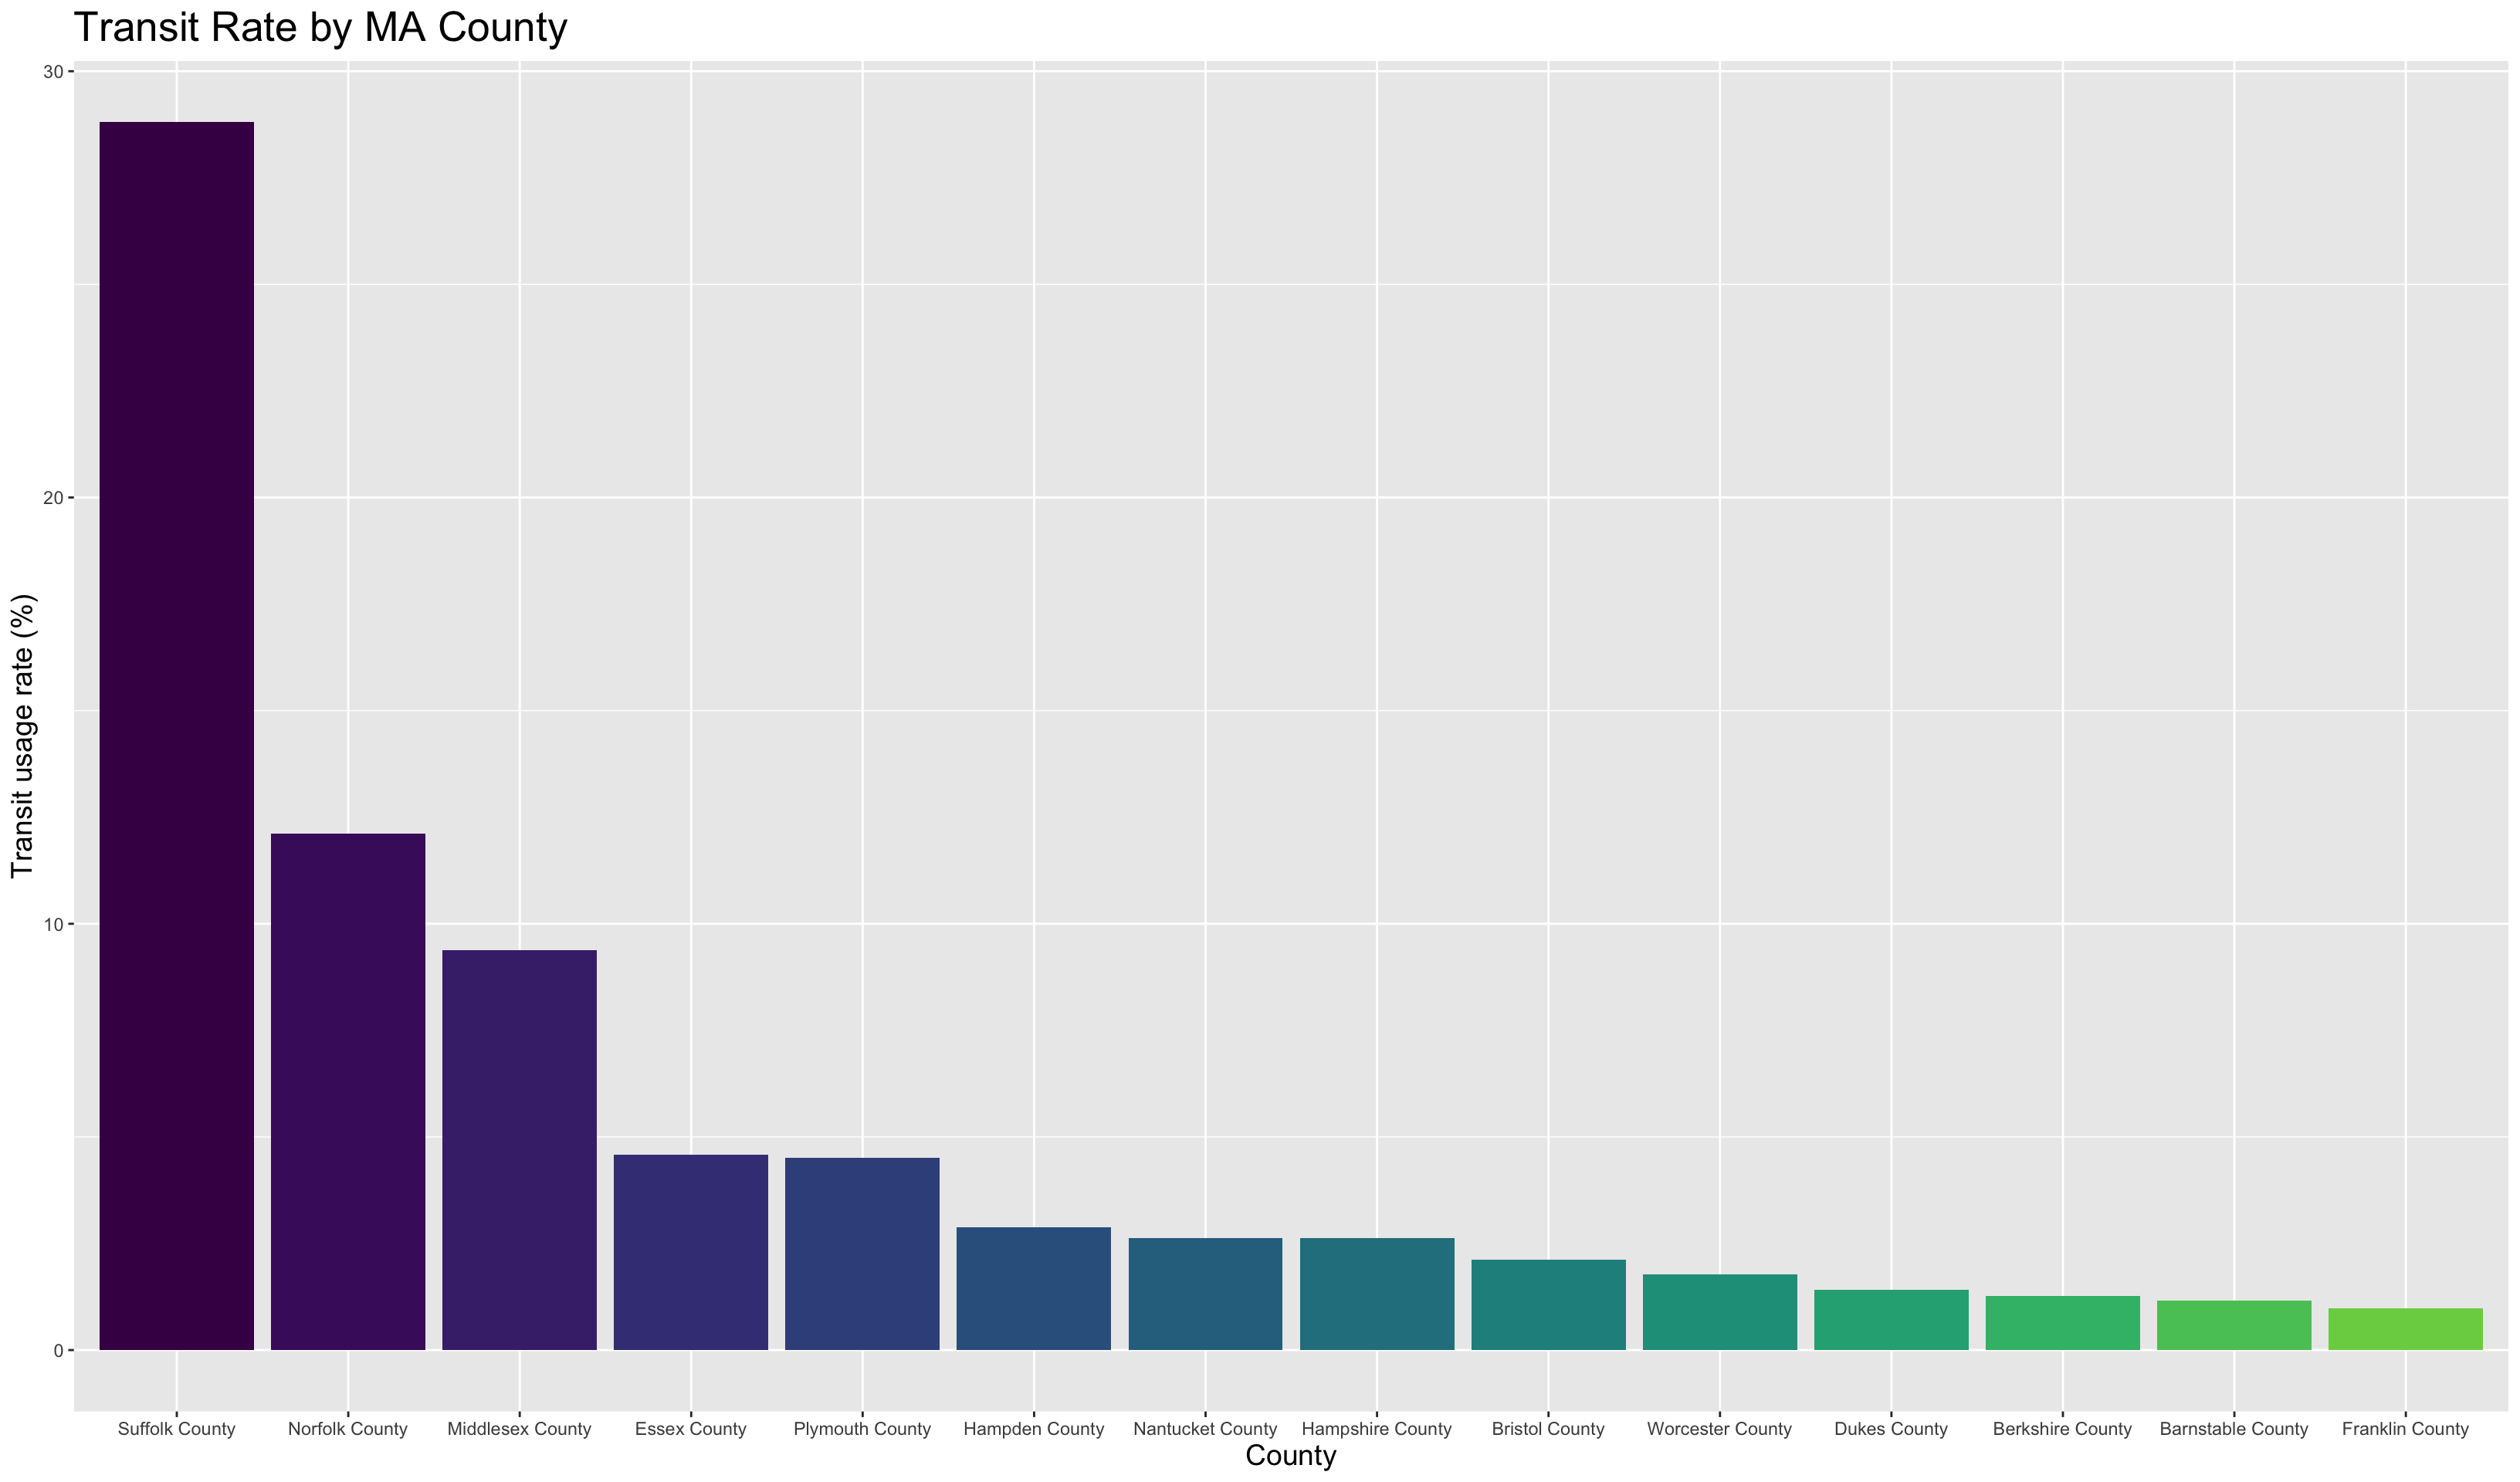 Transit Rate by MA County
Transit usage rate (%)
30
20
10
0
Suffolk County Norfolk County Middlesex County Essex County Plymouth County Hampden County Nantucket County Hampshire County Bristol County Worcester County Dukes County Berkshire County Barnstable County Franklin County
County